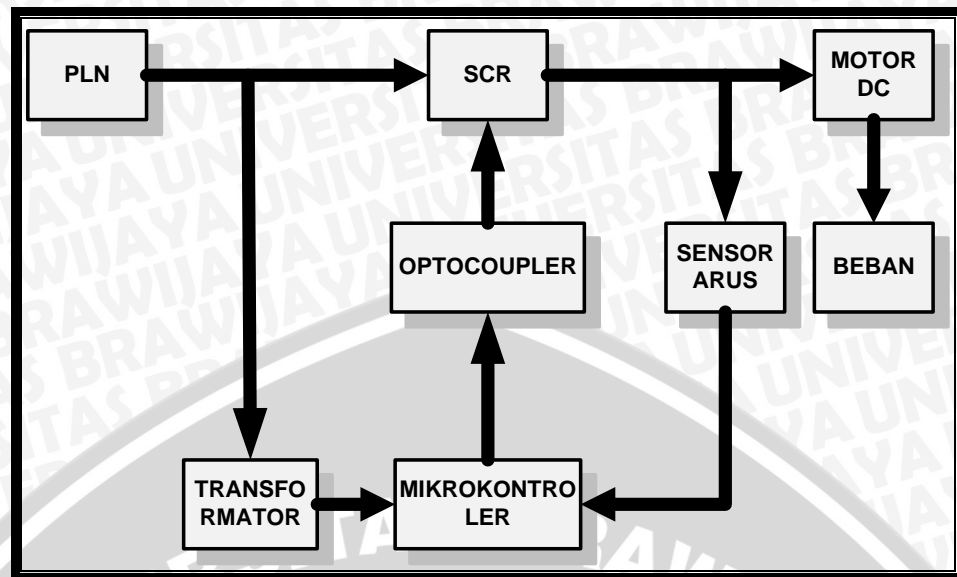 PLN
SCR
MOTOR
DC
OPTOCOUPLER
SENSOR
ARUS
BEBAN
TRANSFO
RMATOR
MIKROKONTRO
LER